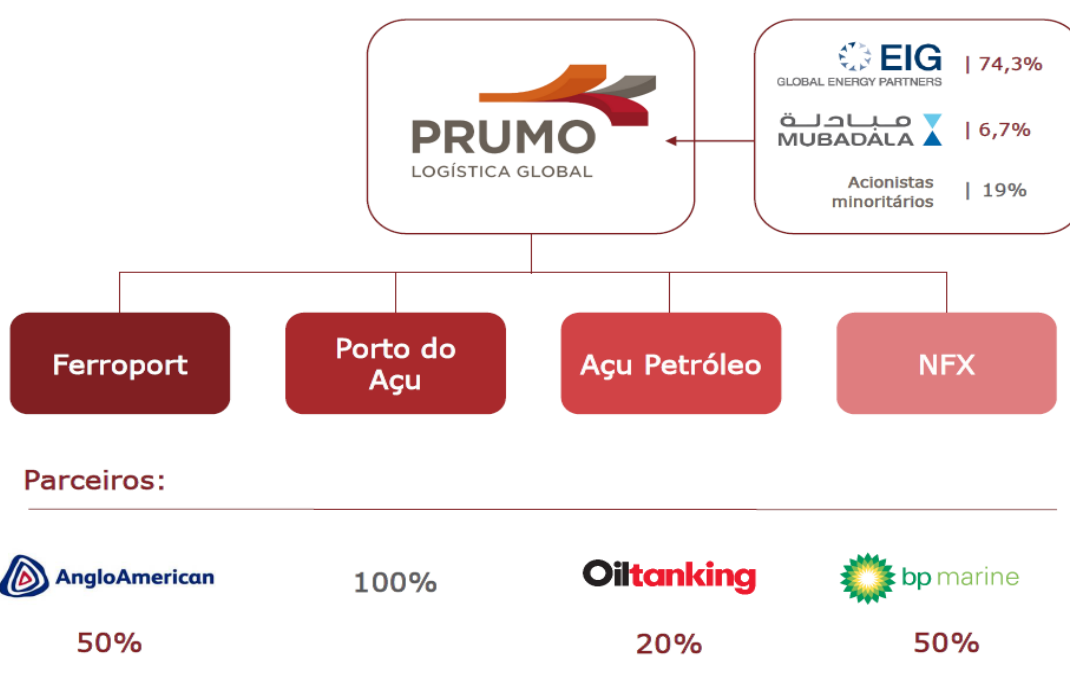 PRUMO
LOGÍSTICA GLOBAL
EIG
GLOBAL ENERGY PARTNERS
| 74,3%
مبادلة
MUBADALA
| 6,7%
Acionistas
minoritários
| 19%
Ferroport
Porto do
Açu
Açu Petróleo
NFX
Parceiros:
AngloAmerican
100%
Oiltanking
bp marine
50%
20%
50%